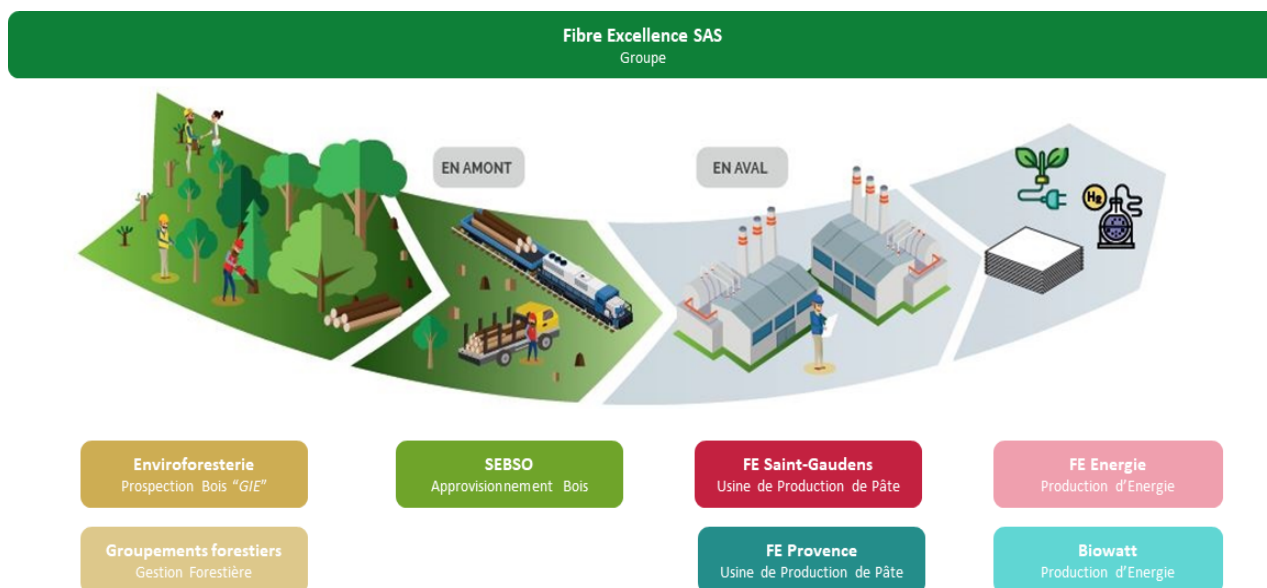 Fibre Excellence SAS
Groupe
EN AMONT
EN AVAL
H₂
Enviroforesterie
Prospection Bois “GIE”
SEBSO
Approvisionnement Bois
FE Saint-Gaudens
Usine de Production de Pâte
FE Energie
Production d’Energie
Groupements forestiers
Gestion Forestière
FE Provence
Usine de Production de Pâte
Biowatt
Production d’Energie